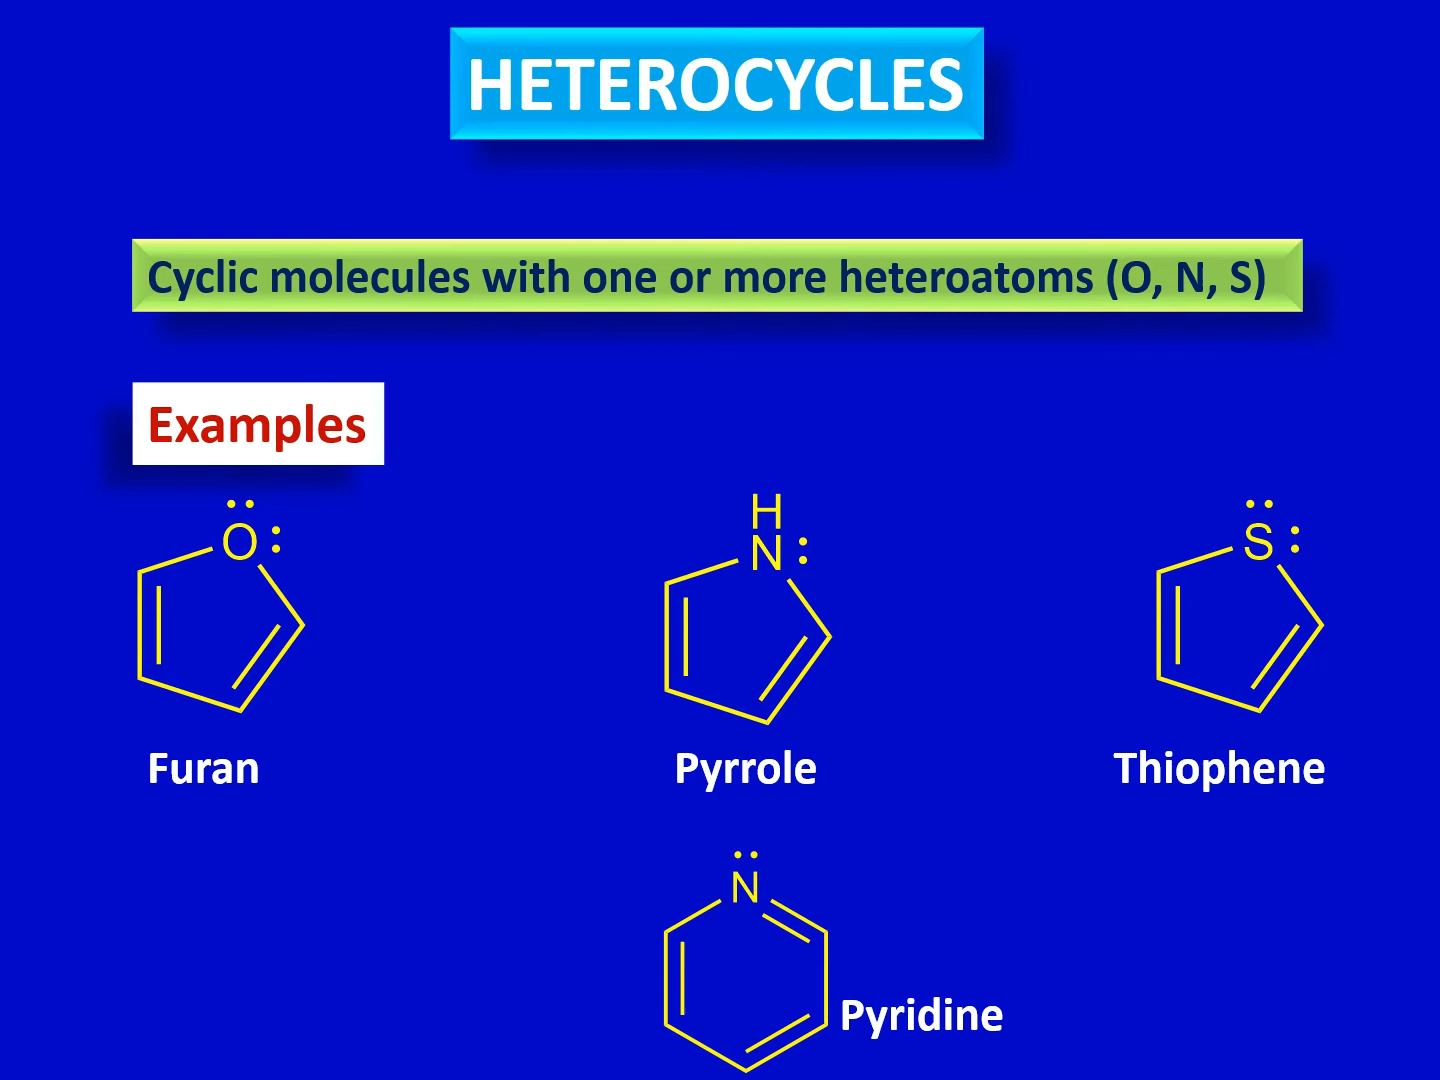 HETEROCYCLES
Cyclic molecules with one or more heteroatoms (O, N, S)
Examples
O
H
N
S
Furan
Pyrrole
Thiophene
N
Pyridine